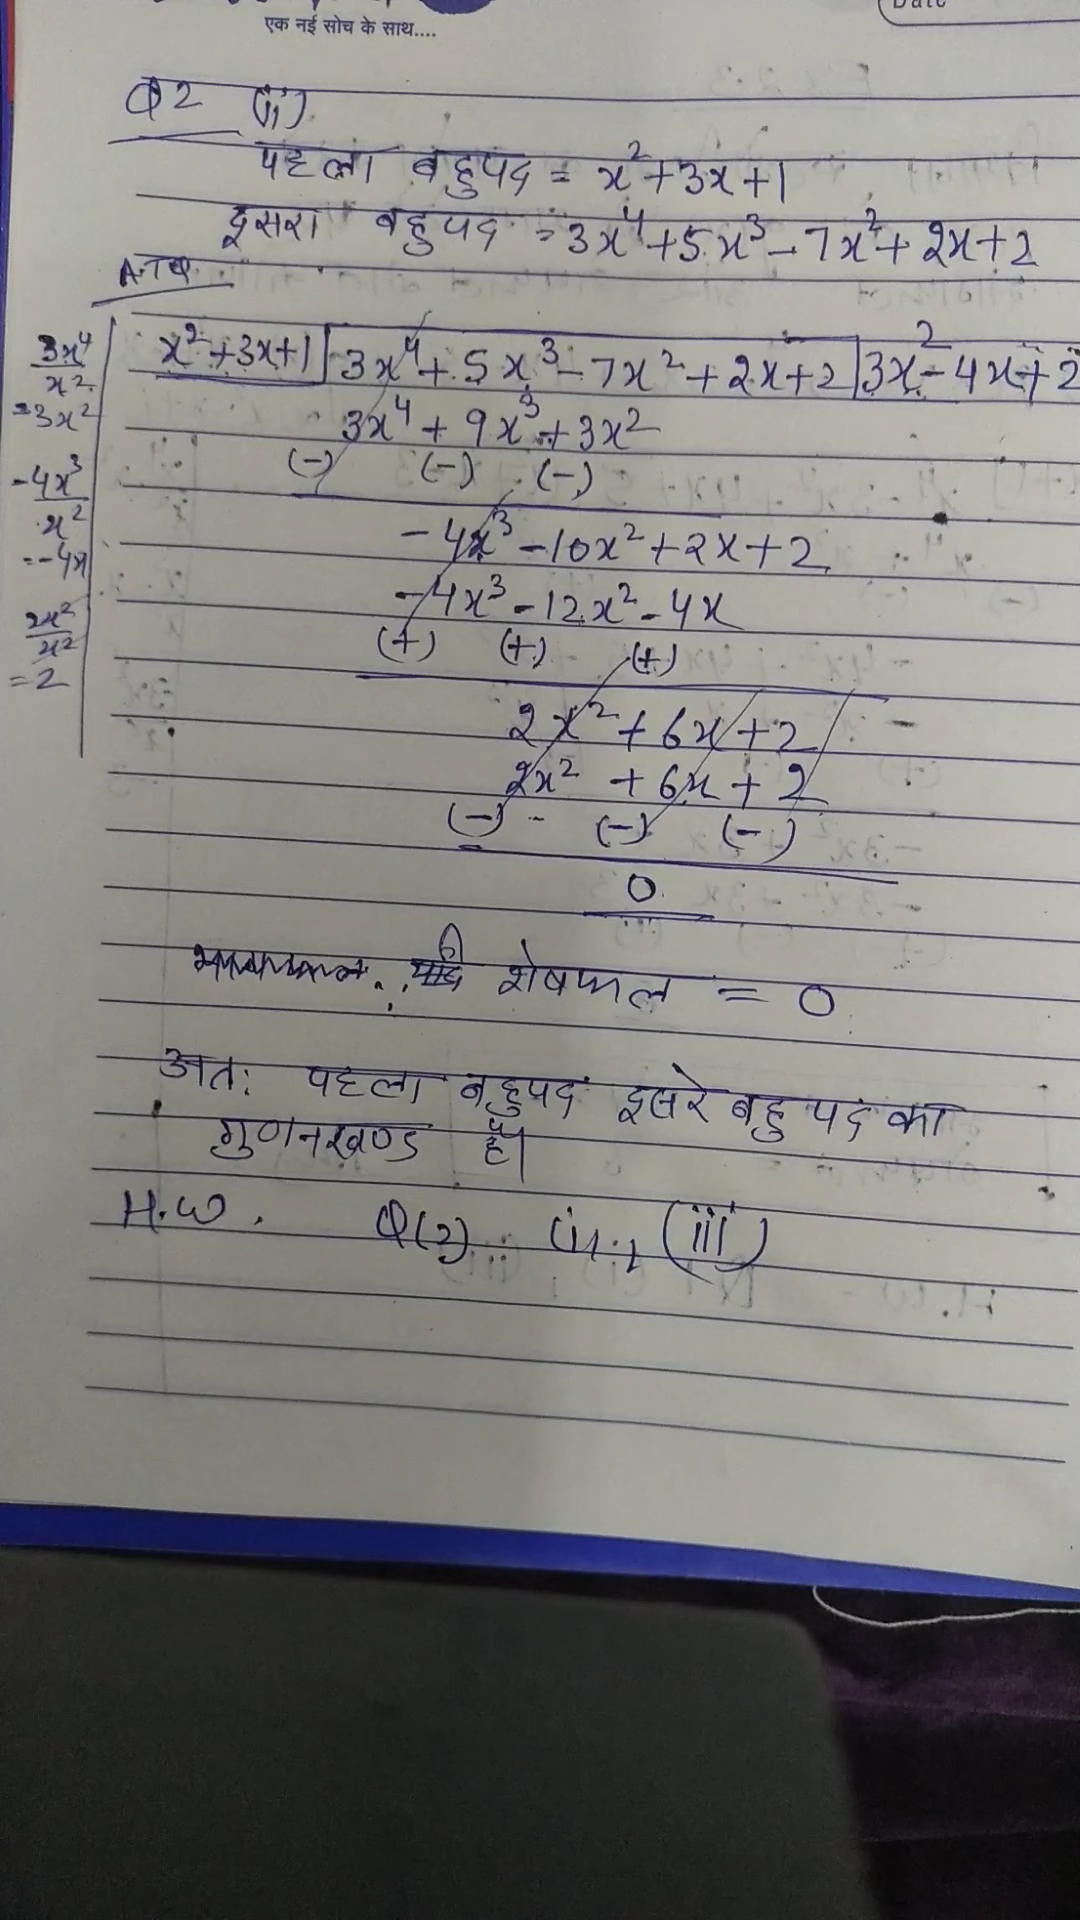 एक नई सोच के साथ....
Date
Q2 (ii)
पहला बहुपद = x²+3x+1
दूसरा बहुपद = 3x⁴+5x³-7x²+2x+2
A.T.Q.
x²+3x+1 3x⁴+5x³-7x²+2x+2 3x²-4x+2
3x⁴+9x³+3x²
(-) (-) (-)
-4x³-10x²+2x+2
-4x³-12x²-4x
(+) (+) (+)
2x²+6x+2
2x²+6x+2
(-) (-) (-)
0
3x⁴
x²
=3x²
-4x³
x²
=-4x
2x²
x²
=2
∴ शेषफल = 0
अतः पहला बहुपद दूसरे बहुपद का
गुणनखण्ड है।
H.W. Q(2) (i), (iii)